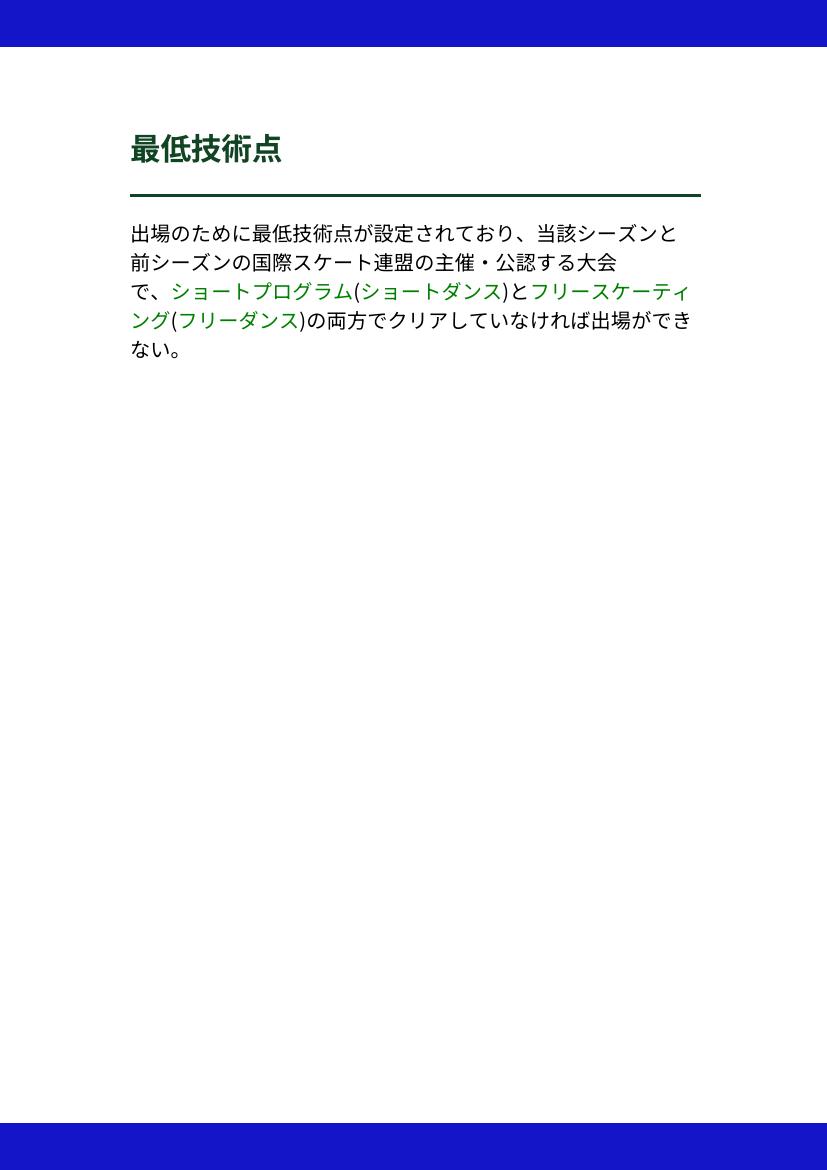 最低技術点
出場のために最低技術点が設定されており、当該シーズンと
前シーズンの国際スケート連盟の主催・公認する大会
で、ショートプログラム(ショートダンス)とフリースケーティ
ング(フリーダンス)の両方でクリアしていなければ出場ができ
ない。